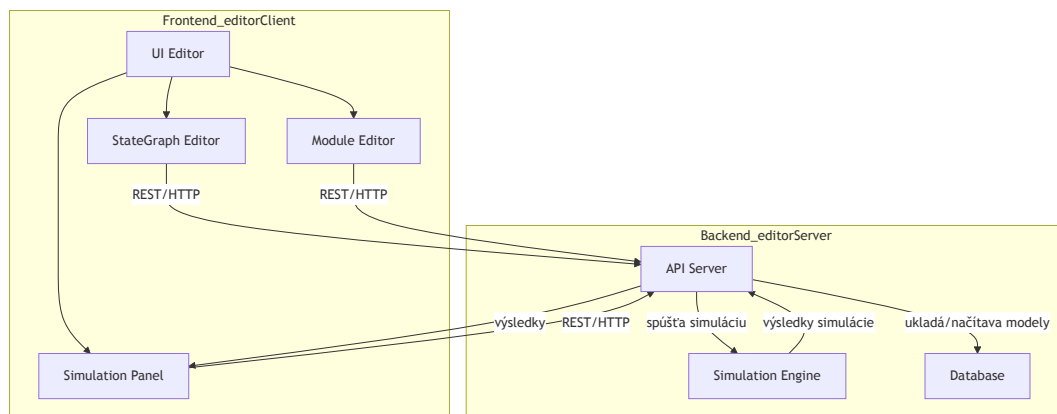 Frontend_editorClient
UI Editor
StateGraph Editor
Module Editor
REST/HTTP
REST/HTTP
Backend_editorServer
API Server
výsledky
REST/HTTP
spúšťa simuláciu
výsledky simulácie
ukladá/načítava modely
Simulation Panel
Simulation Engine
Database